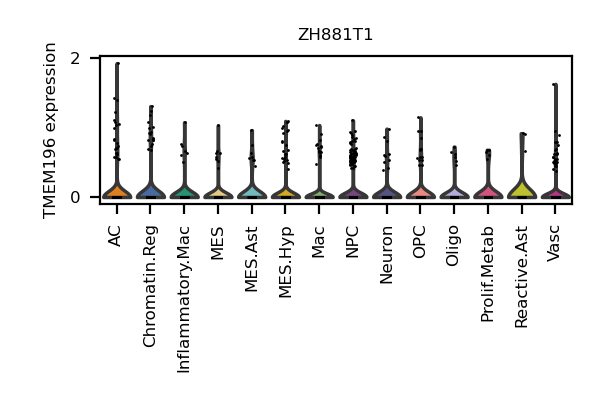 ZH881T1
TMEM196 expression
2
0
AC
Chromatin.Reg
Inflammatory.Mac
MES
MES.Ast
MES.Hyp
Mac
NPC
Neuron
OPC
Oligo
Prolif.Metab
Reactive.Ast
Vasc